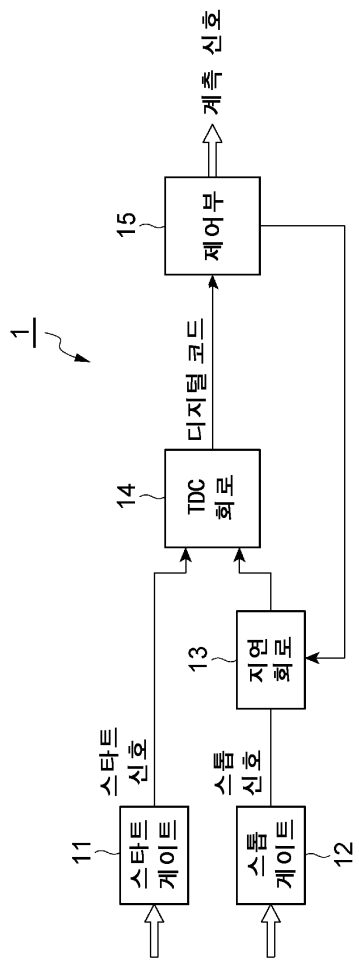 1
11
스타트
게이트
스타트
신호
12
스톱
게이트
스톱
신호
13
지연
회로
14
TDC
회로
디지털 코드
15
제어부
계측 신호